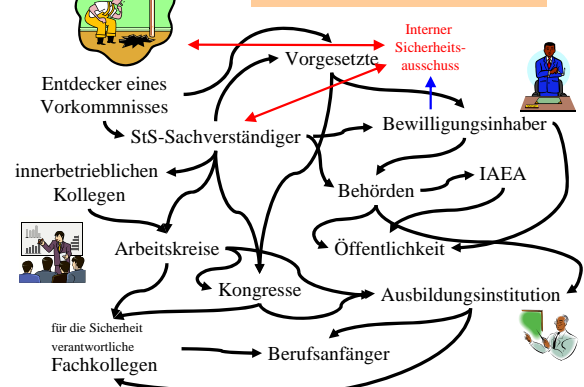 Interner
Sicherheits-
ausschuss
Vorgesetzte
Entdecker eines
Vorkommnisses
StS-Sachverständiger
Bewilligungsinhaber
innerbetrieblichen
Kollegen
Behörden
IAEA
Arbeitskreise
Öffentlichkeit
Kongresse
Ausbildungsinstitution
für die Sicherheit
verantwortliche
Fachkollegen
Berufsanfänger